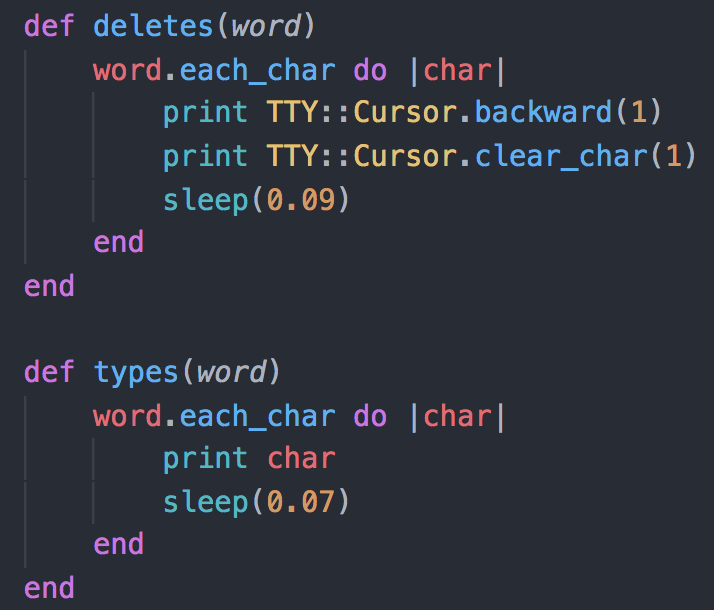 def deletes(word)
    word.each_char do |char|
        print TTY::Cursor.backward(1)
        print TTY::Cursor.clear_char(1)
        sleep(0.09)
    end
end

def types(word)
    word.each_char do |char|
        print char
        sleep(0.07)
    end
end